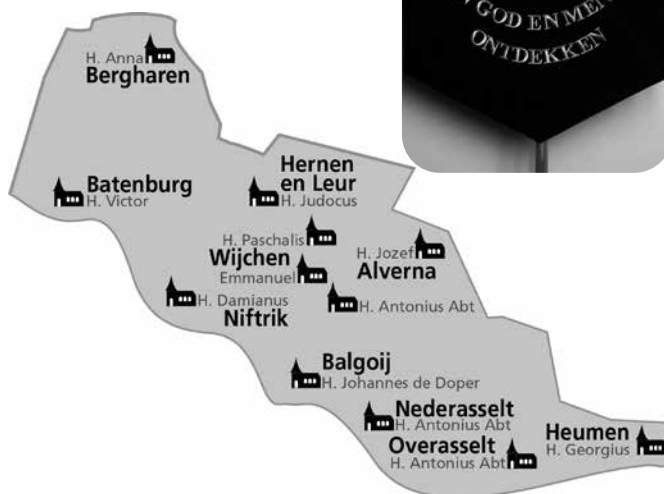 GOD EN MEN
ONTDEKKEN
H. Anna
Bergharen
Batenburg
H. Victor
Hernen
en Leur
H. Judocus
H. Paschalis
Wijchen
Emmanuel
H. Jozef
Alverna
H. Damianus
Niftrik
H. Antonius Abt
Balgoij
H. Johannes de Doper
Nederasselt
H. Antonius Abt
Overasselt
H. Antonius Abt
Heumen
H. Georgius